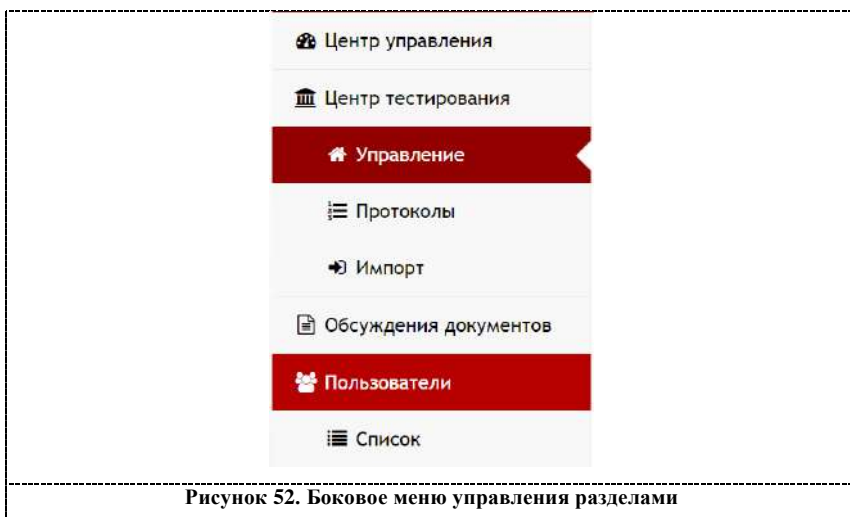 Центр управления
Центр тестирования
Управление
Протоколы
Импорт
Обсуждения документов
Пользователи
Список
Рисунок 52. Боковое меню управления разделами